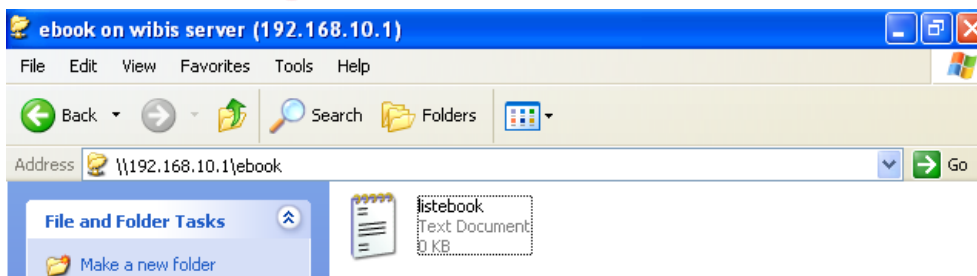 ebook on wibis server (192.168.10.1)
File Edit View Favorites Tools Help
Back Search Folders
Address \\192.168.10.1\ebook Go
File and Folder Tasks
Make a new folder
listebook
Text Document
0 KB